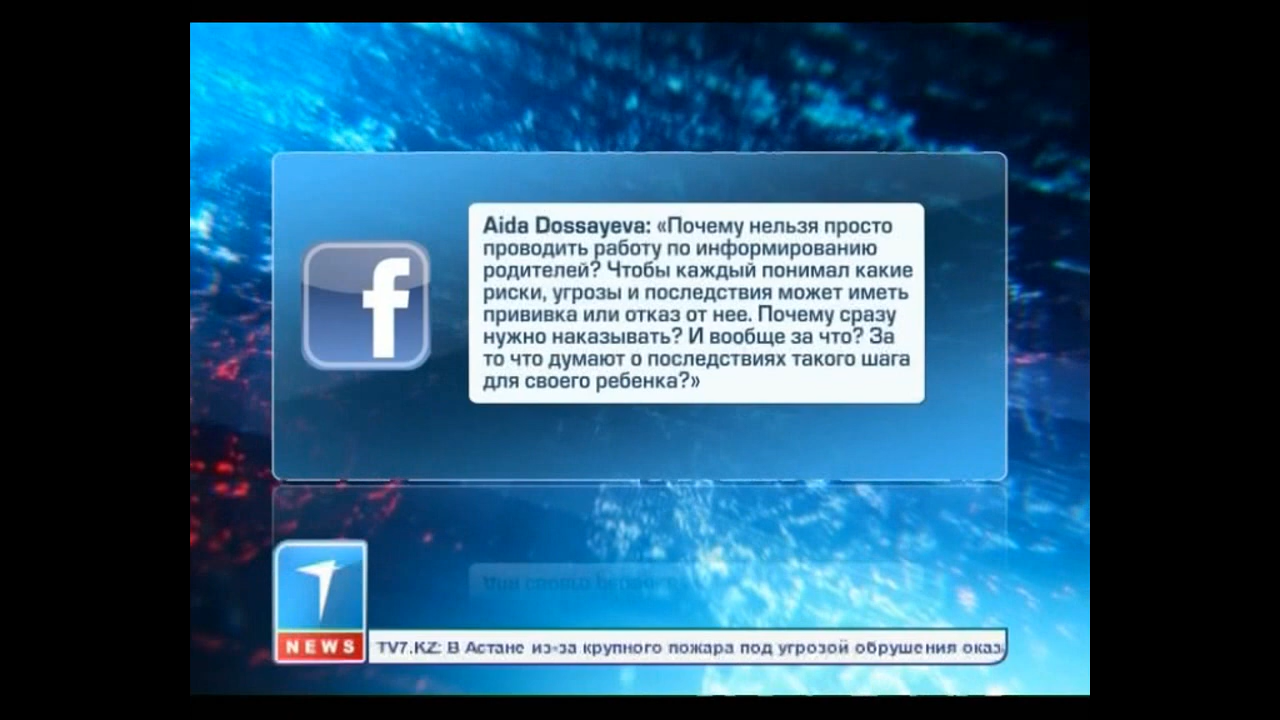 Aida Dossayeva: «Почему нельзя просто
проводить работу по информированию
родителей? Чтобы каждый понимал какие
риски, угрозы и последствия может иметь
прививка или отказ от нее. Почему сразу
нужно наказывать? И вообще за что? За
то что думают о последствиях такого шага
для своего ребенка?»
NEWS
TV7.KZ: В Астане из-за крупного пожара под угрозой обрушения оказ